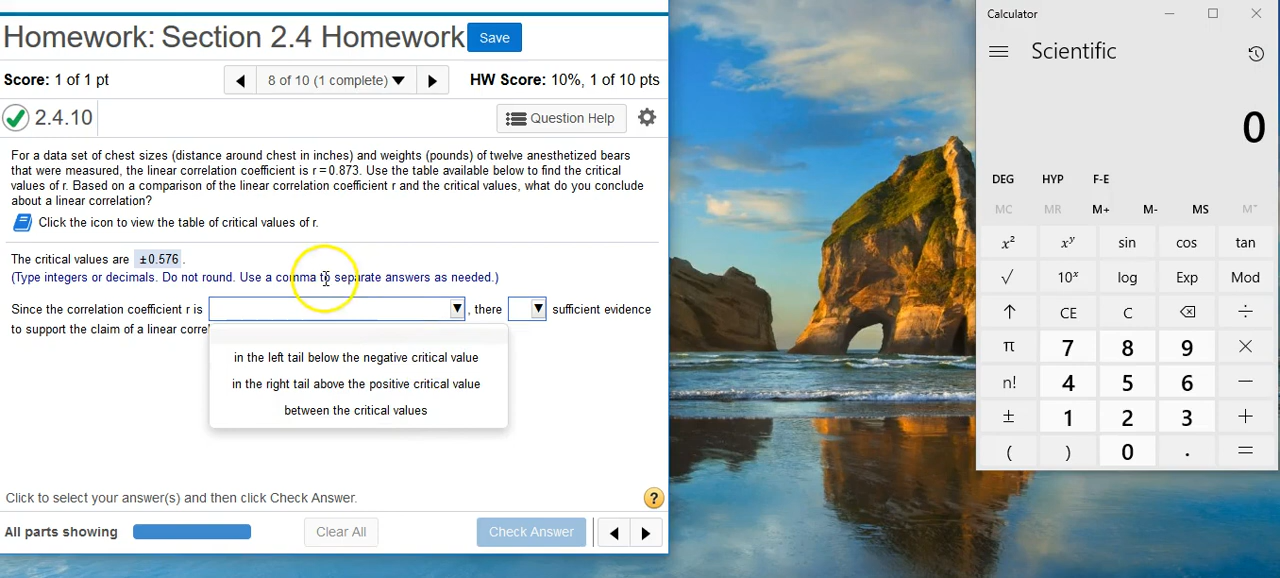 Homework: Section 2.4 Homework Save
Score: 1 of 1 pt 8 of 10 (1 complete) HW Score: 10%, 1 of 10 pts
2.4.10 Question Help
For a data set of chest sizes (distance around chest in inches) and weights (pounds) of twelve anesthetized bears
that were measured, the linear correlation coefficient is r=0.873. Use the table available below to find the critical
values of r. Based on a comparison of the linear correlation coefficient r and the critical values, what do you conclude
about a linear correlation?
Click the icon to view the table of critical values of r.
The critical values are ±0.576.
(Type integers or decimals. Do not round. Use a comma to separate answers as needed.)
Since the correlation coefficient r is , there sufficient evidence
to support the claim of a linear
in the left tail below the negative critical value
in the right tail above the positive critical value
between the critical values
Click to select your answer(s) and then click Check Answer.
?
All parts showing Clear All Check Answer
Calculator
Scientific
0
DEG HYP F-E
MC MR M+ M- MS M˅
x² xʸ sin cos tan
√ 10ˣ log Exp Mod
↑ CE C ÷
π 7 8 9 ×
n! 4 5 6 −
± 1 2 3 +
( ) 0 . =